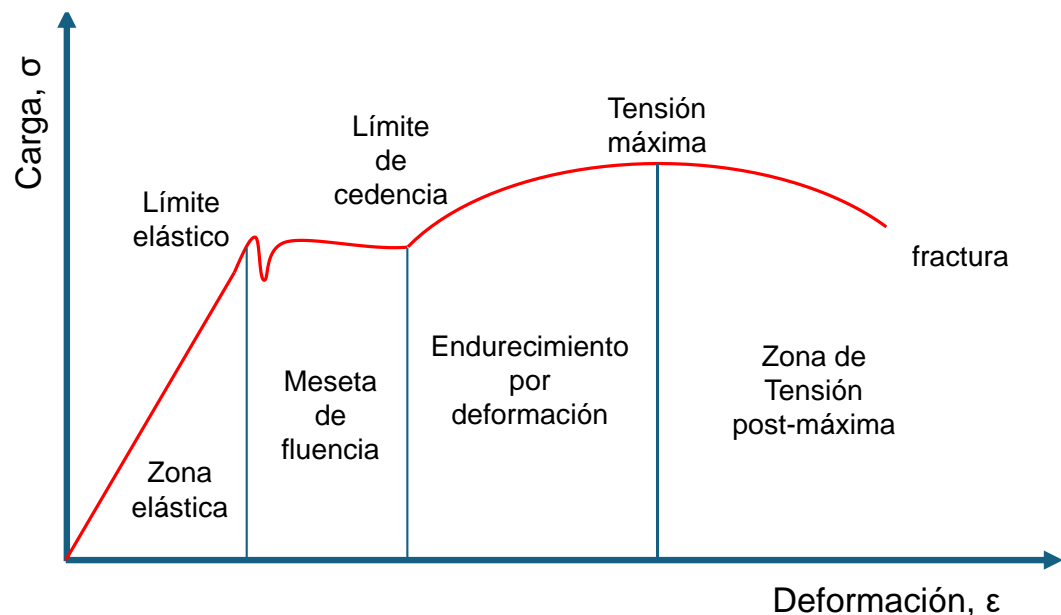 Carga, σ
Límite
elástico
Límite
de
cedencia
Tensión
máxima
fractura
Zona
elástica
Meseta
de
fluencia
Endurecimiento
por
deformación
Zona de
Tensión
post-máxima
Deformación, ε